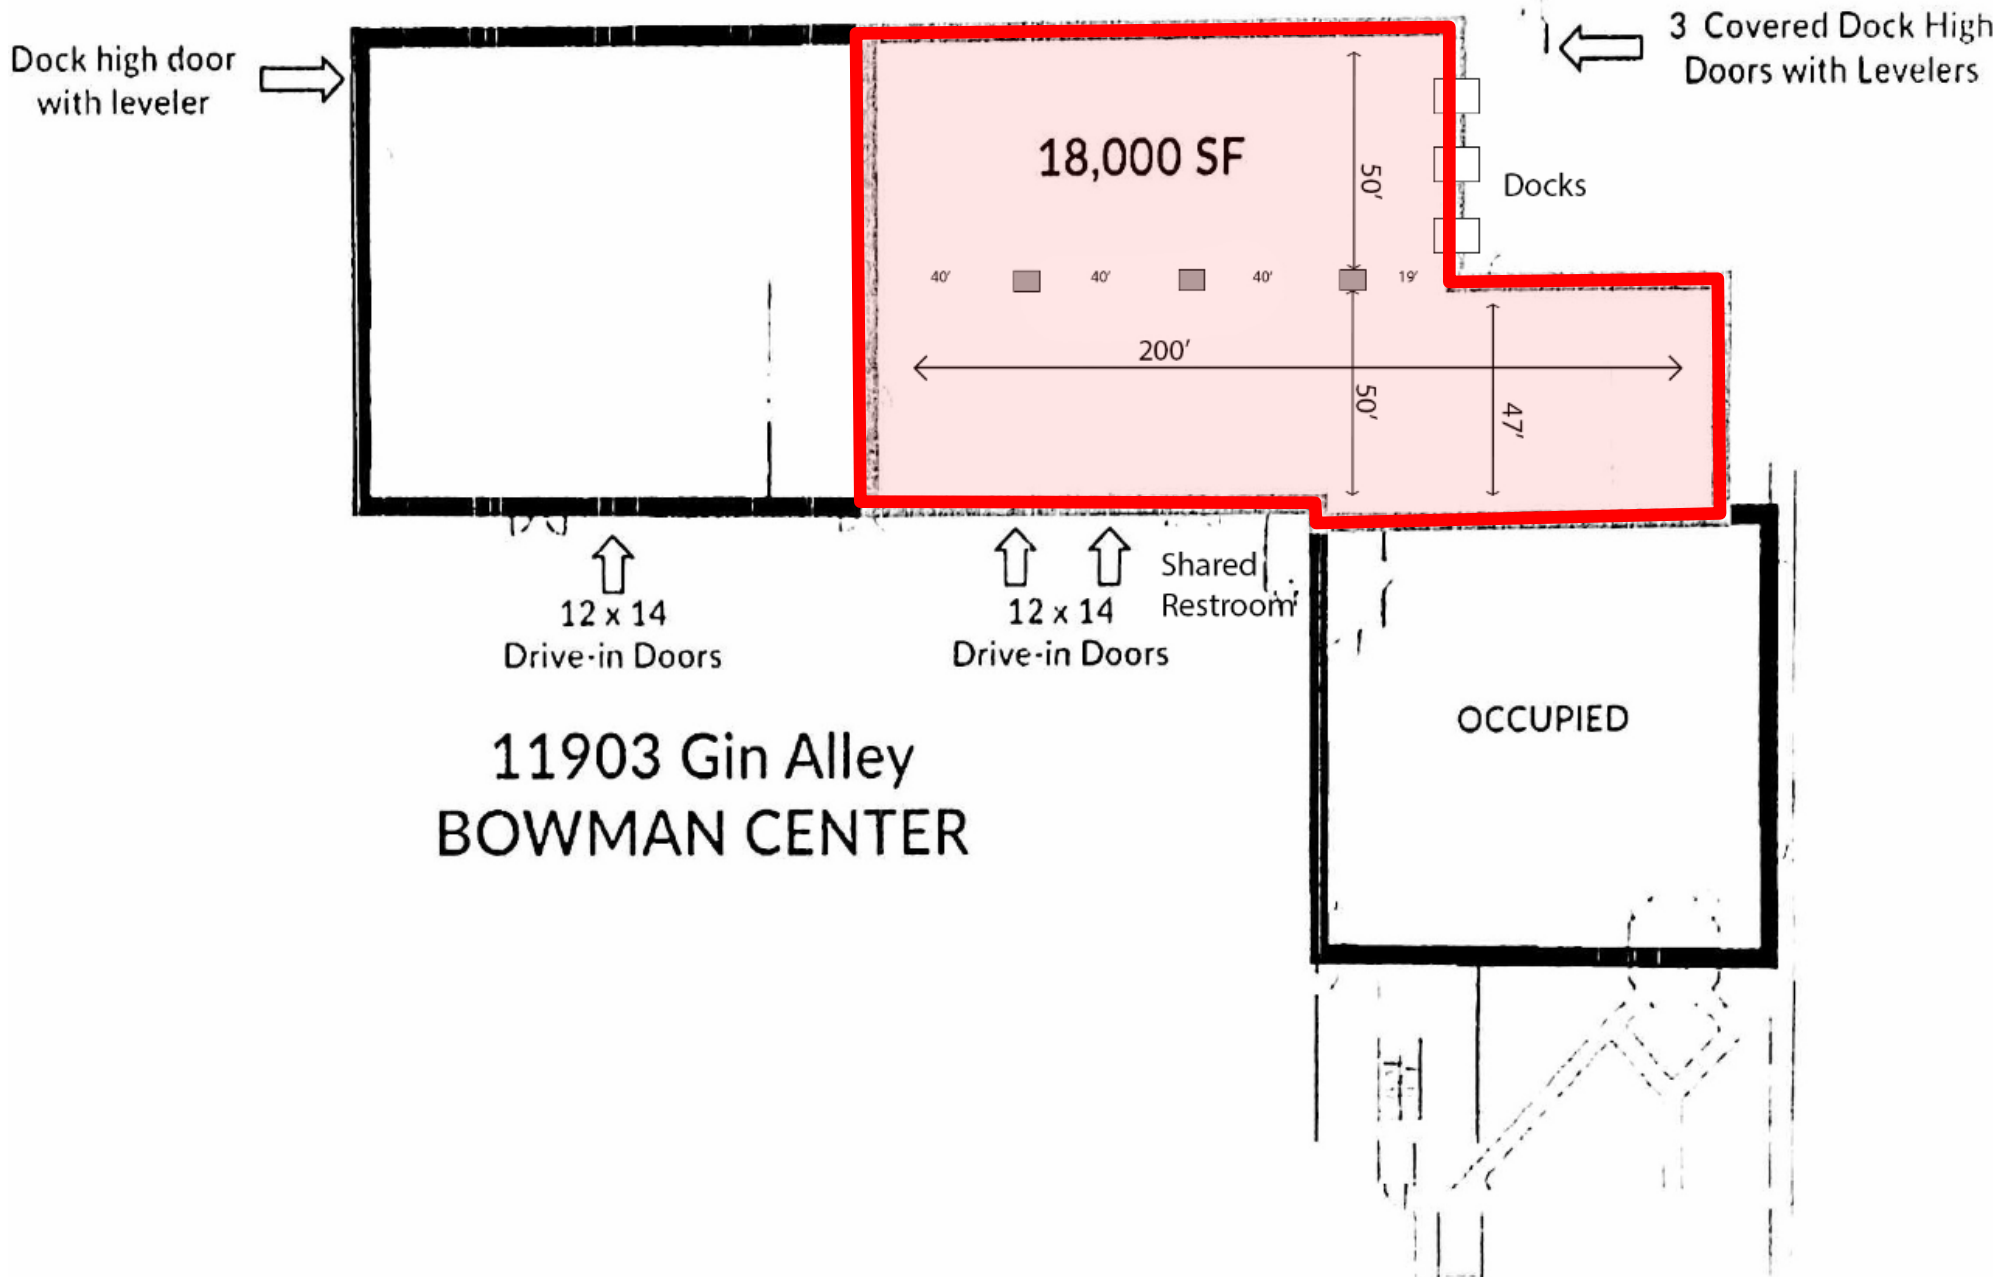 Dock high door
with leveler
3 Covered Dock High
Doors with Levelers
18,000 SF
50'
Docks
40'
40'
40'
19'
200'
50'
47'
12 x 14
Drive-in Doors
12 x 14
Drive-in Doors
Shared
Restroom
OCCUPIED
11903 Gin Alley
BOWMAN CENTER